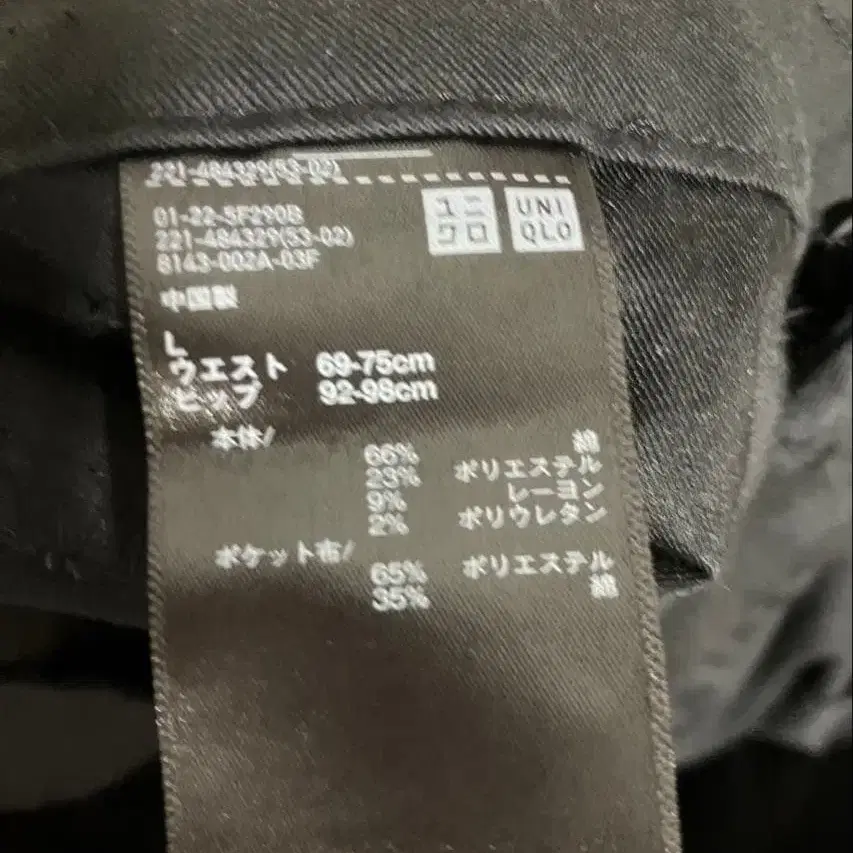 221-484329(53-02)
ユニ UNI
クロ QLO
01-22-5F290B
221-484329(53-02)
8143-002A-03F
中国製
L
ウエスト 69-75cm
ヒップ 92-98cm
本体/
66% 綿
23% ポリエステル
9% レーヨン
2% ポリウレタン
ポケット布/
65% ポリエステル
35% 綿